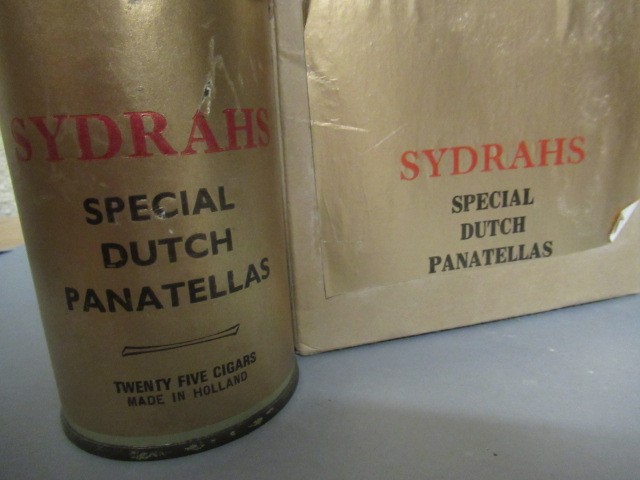 SYDRAHS
SPECIAL
DUTCH
PANATELLAS
TWENTY FIVE CIGARS
MADE IN HOLLAND
SYDRAHS
SPECIAL
DUTCH
PANATELLAS